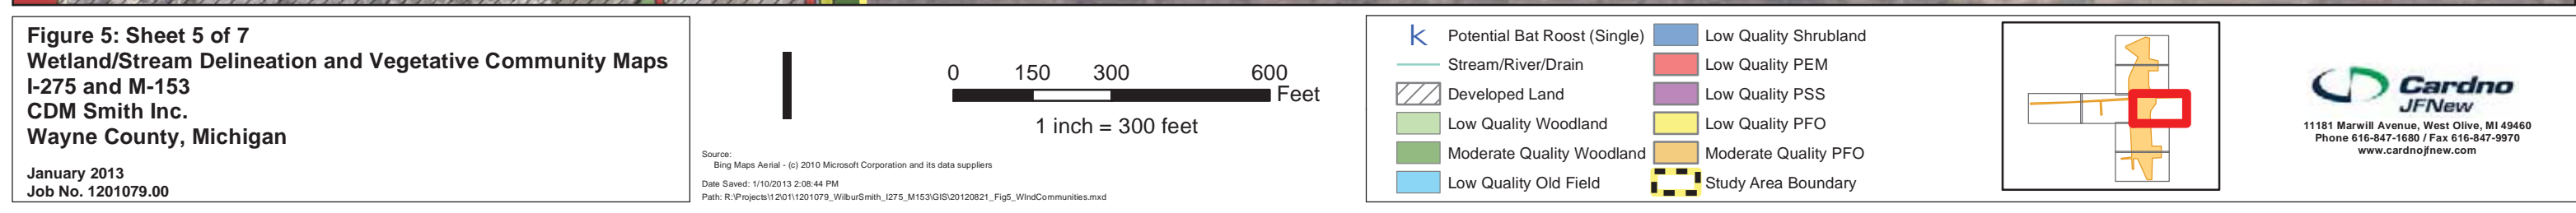 Figure 5: Sheet 5 of 7
Wetland/Stream Delineation and Vegetative Community Maps
I-275 and M-153
CDM Smith Inc.
Wayne County, Michigan
January 2013
Job No. 1201079.00
0 150 300 600
Feet
1 inch = 300 feet
Source:
Bing Maps Aerial - (c) 2010 Microsoft Corporation and its data suppliers
Date Saved: 1/10/2013 2:08:44 PM
Path: R:\Projects\12\01\1201079_WilburSmith_I275_M153\GIS\20120821_Fig5_WlndCommunities.mxd
k Potential Bat Roost (Single)
Stream/River/Drain
Developed Land
Low Quality Woodland
Moderate Quality Woodland
Low Quality Old Field
Low Quality Shrubland
Low Quality PEM
Low Quality PSS
Low Quality PFO
Moderate Quality PFO
Study Area Boundary
Cardno
JFNew
11181 Marwill Avenue, West Olive, MI 49460
Phone 616-847-1680 / Fax 616-847-9970
www.cardnojfnew.com